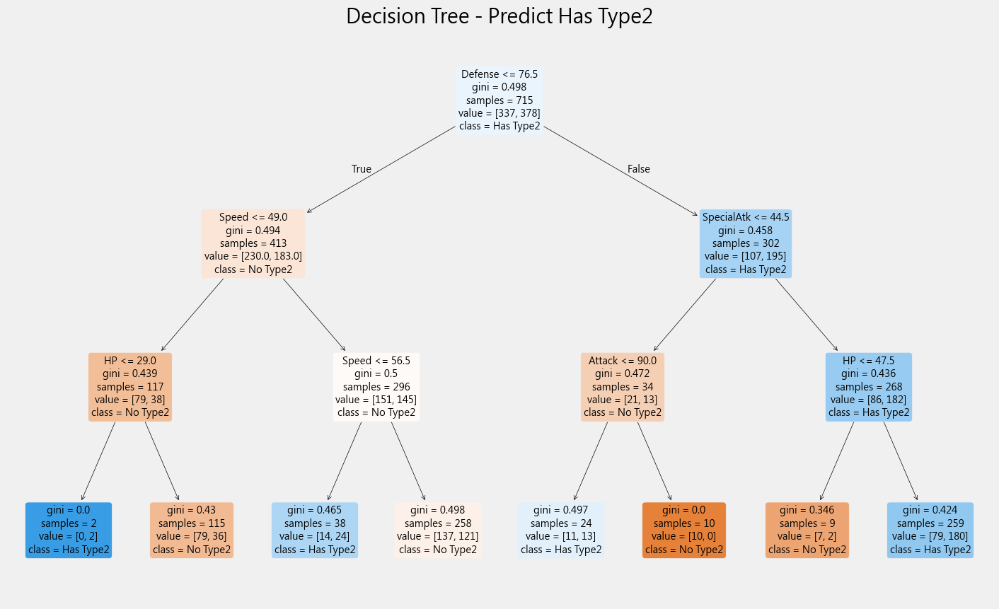 Decision Tree - Predict Has Type2
Defense <= 76.5
gini = 0.498
samples = 715
value = [337, 378]
class = Has Type2
True
False
Speed <= 49.0
gini = 0.494
samples = 413
value = [230.0, 183.0]
class = No Type2
SpecialAtk <= 44.5
gini = 0.458
samples = 302
value = [107, 195]
class = Has Type2
HP <= 29.0
gini = 0.439
samples = 117
value = [79, 38]
class = No Type2
Speed <= 56.5
gini = 0.5
samples = 296
value = [151, 145]
class = No Type2
Attack <= 90.0
gini = 0.472
samples = 34
value = [21, 13]
class = No Type2
HP <= 47.5
gini = 0.436
samples = 268
value = [86, 182]
class = Has Type2
gini = 0.0
samples = 2
value = [0, 2]
class = Has Type2
gini = 0.43
samples = 115
value = [79, 36]
class = No Type2
gini = 0.465
samples = 38
value = [14, 24]
class = Has Type2
gini = 0.498
samples = 258
value = [137, 121]
class = No Type2
gini = 0.497
samples = 24
value = [11, 13]
class = Has Type2
gini = 0.0
samples = 10
value = [10, 0]
class = No Type2
gini = 0.346
samples = 9
value = [7, 2]
class = No Type2
gini = 0.424
samples = 259
value = [79, 180]
class = Has Type2